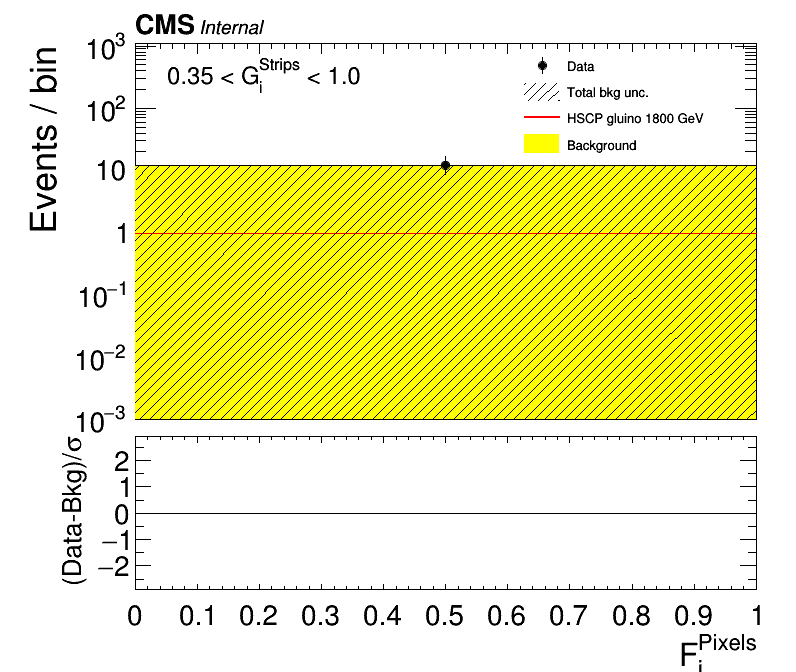 CMS Internal
Events / bin
10³
10²
10
1
10⁻¹
10⁻²
10⁻³
0.35 < G_i^Strips < 1.0
Data
Total bkg unc.
HSCP gluino 1800 GeV
Background
(Data-Bkg)/σ
2
1
0
−1
−2
0 0.1 0.2 0.3 0.4 0.5 0.6 0.7 0.8 0.9 1
F_i^Pixels